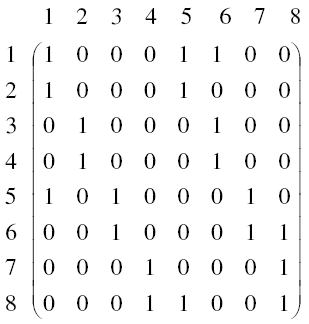 1 2 3 4 5 6 7 8
1 1 0 0 0 1 1 0 0
2 1 0 0 0 1 0 0 0
3 0 1 0 0 0 1 0 0
4 0 1 0 0 0 1 0 0
5 1 0 1 0 0 0 1 0
6 0 0 1 0 0 0 1 1
7 0 0 0 1 0 0 0 1
8 0 0 0 1 1 0 0 1